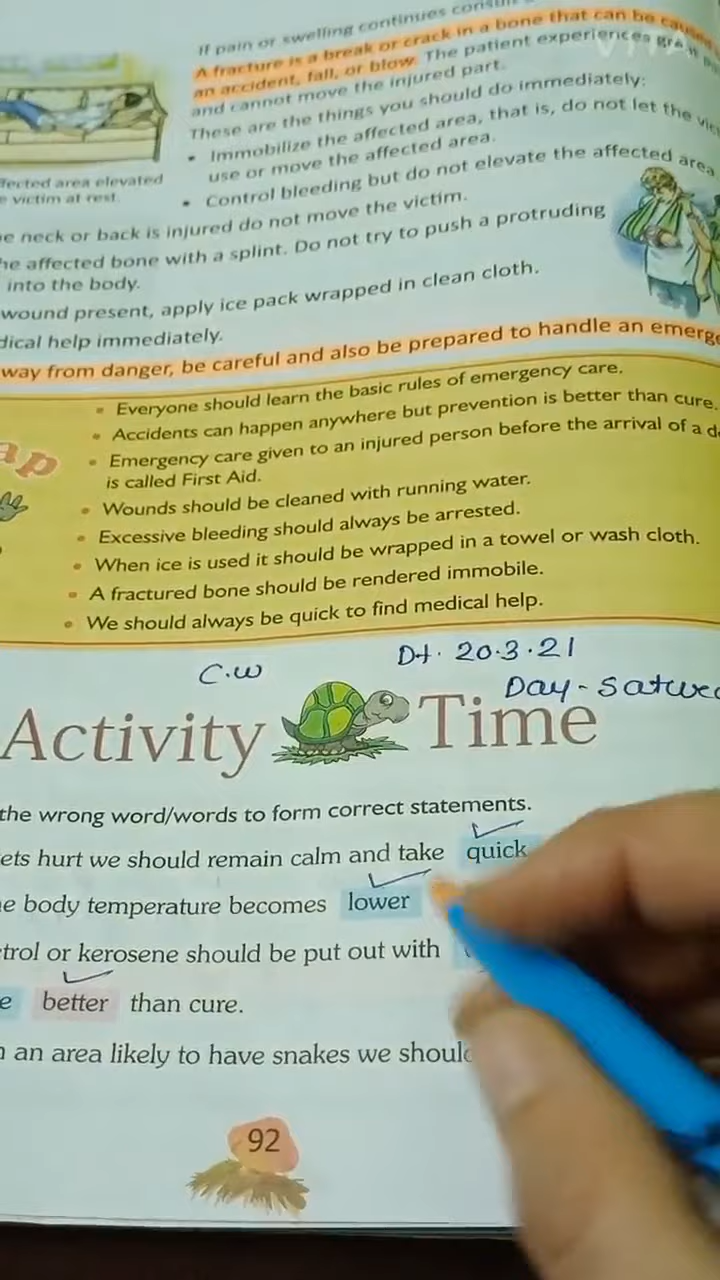 If pain or swelling continues
A fracture is a break or crack in a bone that can be
an accident, fall, or blow. The patient experiences
and cannot move the injured part.
These are the things you should do immediately:
• Immobilize the affected area, that is, do not let the
use or move the affected area.
• Control bleeding but do not elevate the affected area
area elevated
victim at rest.
neck or back is injured do not move the victim.
affected bone with a splint. Do not try to push a protruding
into the body.
wound present, apply ice pack wrapped in clean cloth.
help immediately.
way from danger, be careful and also be prepared to handle an
• Everyone should learn the basic rules of emergency care.
• Accidents can happen anywhere but prevention is better than cure.
• Emergency care given to an injured person before the arrival of a
is called First Aid.
• Wounds should be cleaned with running water.
• Excessive bleeding should always be arrested.
• When ice is used it should be wrapped in a towel or wash cloth.
• A fractured bone should be rendered immobile.
• We should always be quick to find medical help.
C.W Dt. 20.3.21
Day-
Activity Time
the wrong word/words to form correct statements.
hurt we should remain calm and take quick
body temperature becomes lower
or kerosene should be put out with
better than cure.
an area likely to have snakes we
92